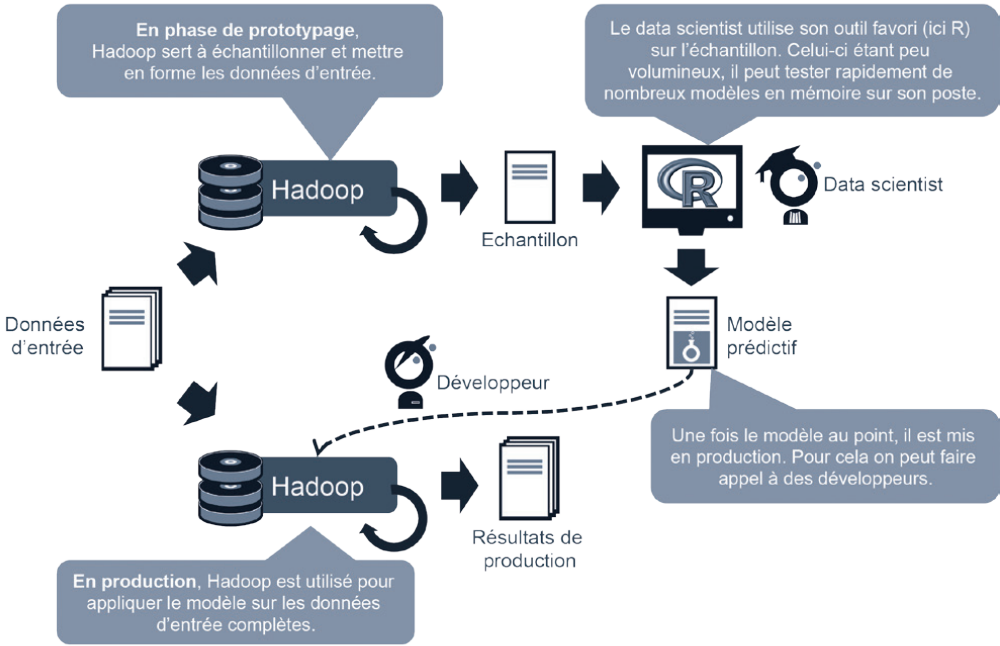 En phase de prototypage,
Hadoop sert à échantillonner et mettre
en forme les données d'entrée.
Le data scientist utilise son outil favori (ici R)
sur l'échantillon. Celui-ci étant peu
volumineux, il peut tester rapidement de
nombreux modèles en mémoire sur son poste.
Hadoop
R
Data scientist
Echantillon
Données
d'entrée
Modèle
prédictif
Développeur
Une fois le modèle au point, il est mis
en production. Pour cela on peut faire
appel à des développeurs.
Hadoop
Résultats de
production
En production, Hadoop est utilisé pour
appliquer le modèle sur les données
d'entrée complètes.